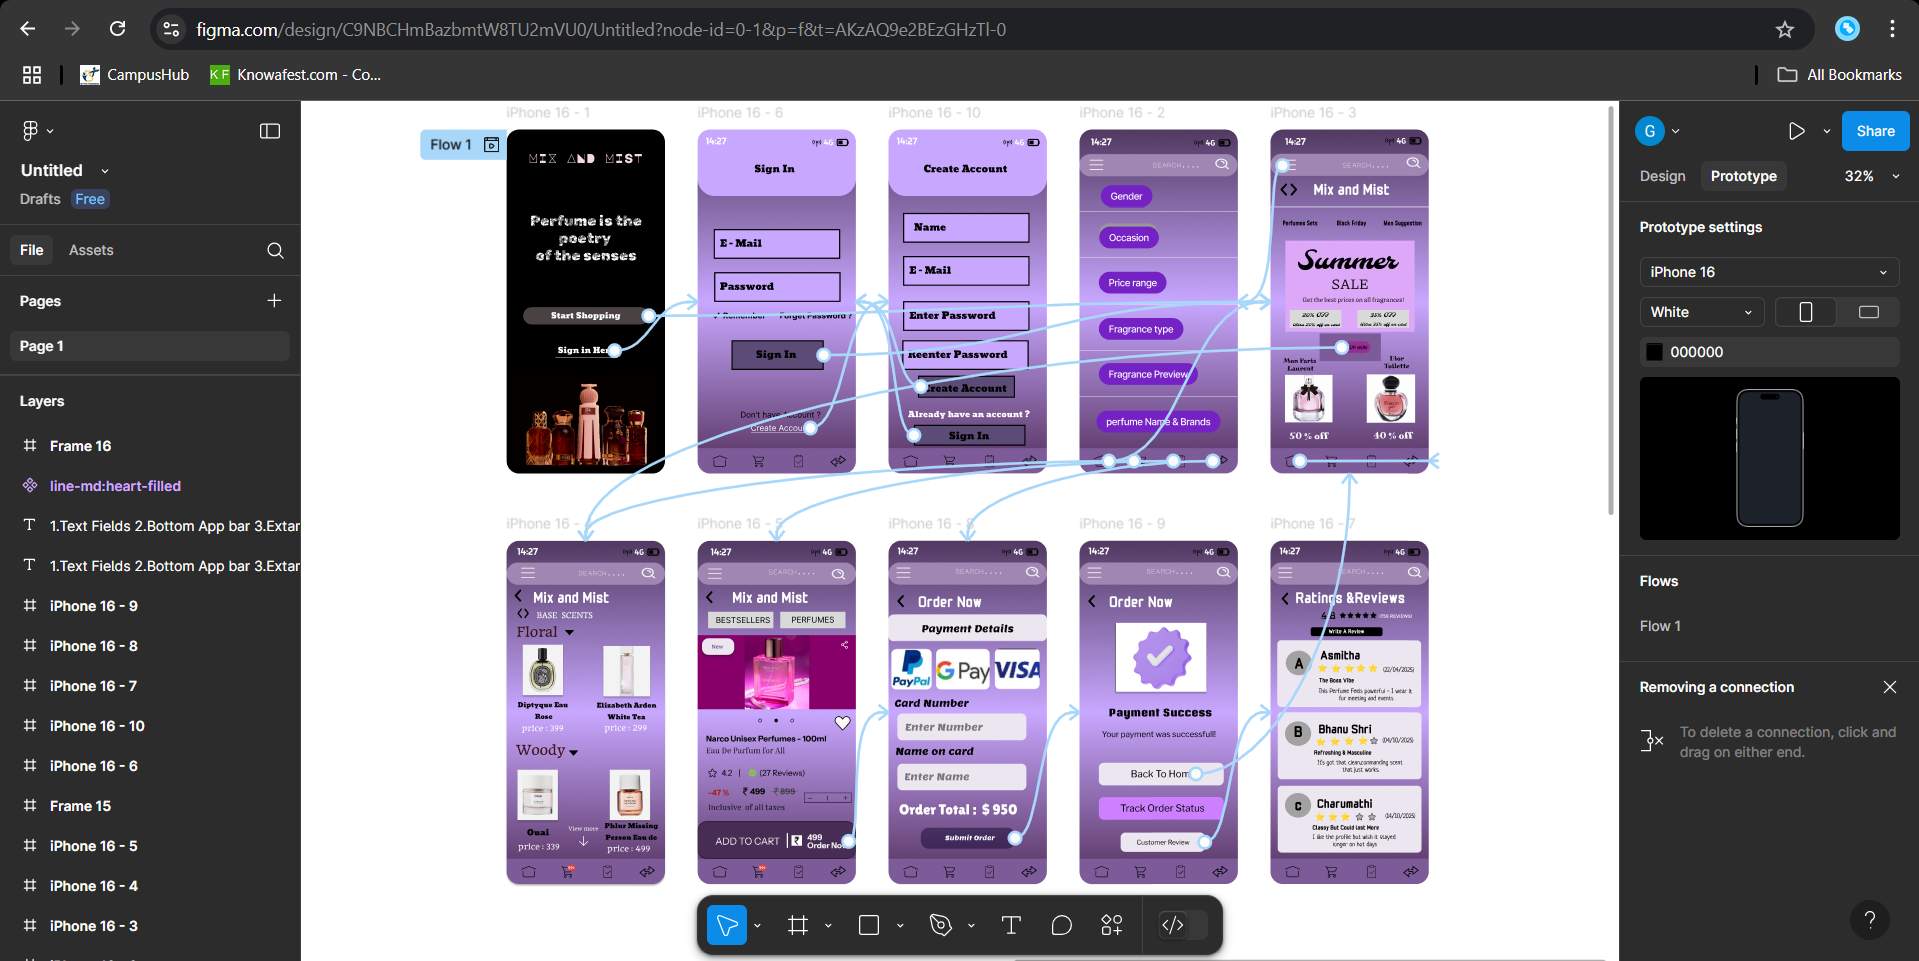 figma.com/design/C9NBCHmBazbmtW8TU2mVU0/Untitled?node-id=0-1&p=f&t=AKzAQ9e2BEzGHzTl-0
CampusHub
KF Knowafest.com - Co...
All Bookmarks
Untitled
Drafts Free
File Assets
Pages
Page 1
Layers
Frame 16
line-md:heart-filled
1.Text Fields 2.Bottom App bar 3.Extar
1.Text Fields 2.Bottom App bar 3.Extar
iPhone 16 - 9
iPhone 16 - 8
iPhone 16 - 7
iPhone 16 - 10
iPhone 16 - 6
Frame 15
iPhone 16 - 5
iPhone 16 - 4
iPhone 16 - 3
Flow 1
iPhone 16 - 1
MIX AND MIST
Perfume is the
poetry
of the senses
Start Shopping
Sign in Here
iPhone 16 - 6
14:27 4G
Sign In
E - Mail
Password
Remember Forget Password ?
Sign In
Don't have Account ?
Create Account
iPhone 16 - 10
14:27 4G
Create Account
Name
E - Mail
Enter Password
Reenter Password
Create Account
Already have an account ?
Sign In
iPhone 16 - 2
14:27 4G
SEARCH....
Gender
Occasion
Price range
Fragrance type
Fragrance Preview
perfume Name & Brands
iPhone 16 - 3
14:27 4G
SEARCH....
Mix and Mist
Perfumes Sets Black Friday Men Suggestion
Summer
SALE
Get the best prices on all fragrances!
20% OFF 35% OFF
Mon Paris
Laurent
Dior
Toilette
50 % off 40 % off
iPhone 16 -
14:27 4G
SEARCH....
Mix and Mist
BASE SCENTS
Floral
Diptyque Eau
Rose
price : 399
Elizabeth Arden
White Tea
price : 299
Woody
Ouai
price : 339
View more
Phlur Missing
Person Eau de
price : 499
iPhone 16 - 5
14:27 4G
SEARCH....
Mix and Mist
BESTSELLERS PERFUMES
New
Narco Unisex Perfumes - 100ml
Eau De Parfum for All
4.2 | (27 Reviews)
-47 % ₹ 499 ₹ 899
Inclusive of all taxes
ADD TO CART
499
Order Now
iPhone 16 - 8
14:27 4G
SEARCH....
Order Now
Payment Details
PayPal G Pay VISA
Card Number
Enter Number
Name on card
Enter Name
Order Total : $ 950
Submit Order
iPhone 16 - 9
14:27 4G
SEARCH....
Order Now
Payment Success
Your payment was successfull!
Back To Home
Track Order Status
Customer Review
iPhone 16 - 7
14:27 4G
SEARCH....
Ratings &Reviews
4.8
Write A Review
A Asmitha
(22/04/2025)
The Boss Vibe
This Perfume Feels powerful - I wear it
for meeting and events
B Bhanu Shri
(04/10/2025)
Refreshing & Masculine
It's got that clean,commanding scent
that just works.
C Charumathi
(14/10/2025)
Classy But Could last More
I like the profile but wish it stayed
longer on hot days
G
Share
Design Prototype 32%
Prototype settings
iPhone 16
White
000000
Flows
Flow 1
Removing a connection
To delete a connection, click and
drag on either end.
?